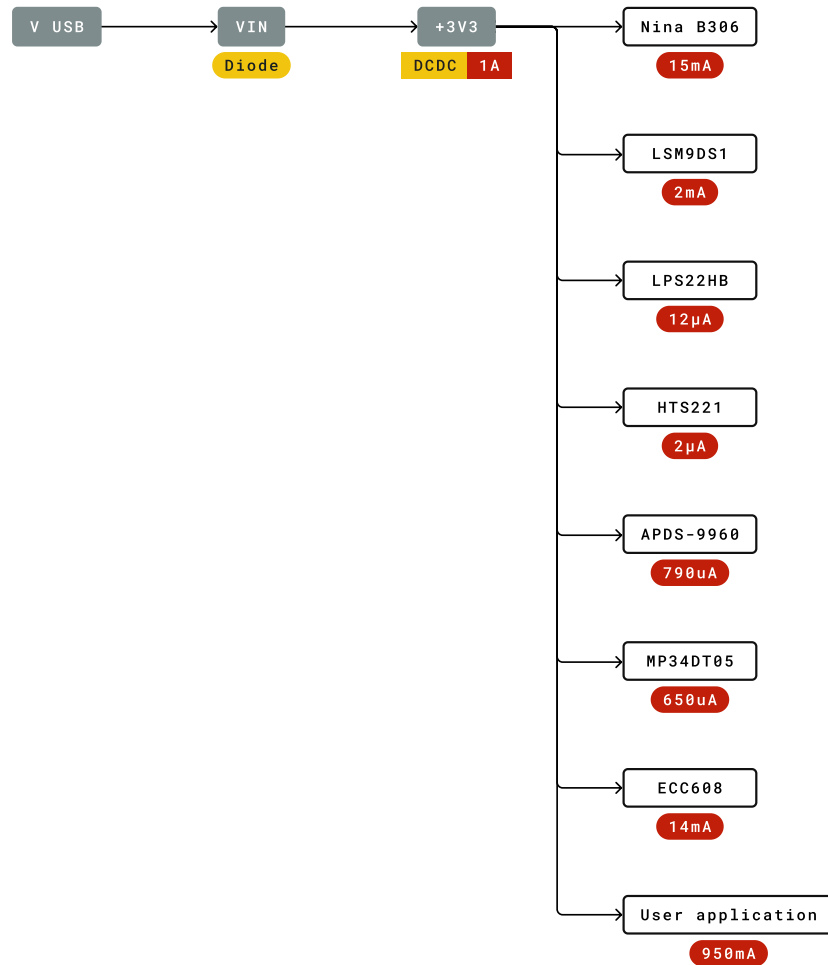 V USB
VIN
+3V3
Nina B306
Diode
DCDC
1A
15mA
LSM9DS1
2mA
LPS22HB
12µA
HTS221
2µA
APDS-9960
790uA
MP34DT05
650uA
ECC608
14mA
User application
950mA